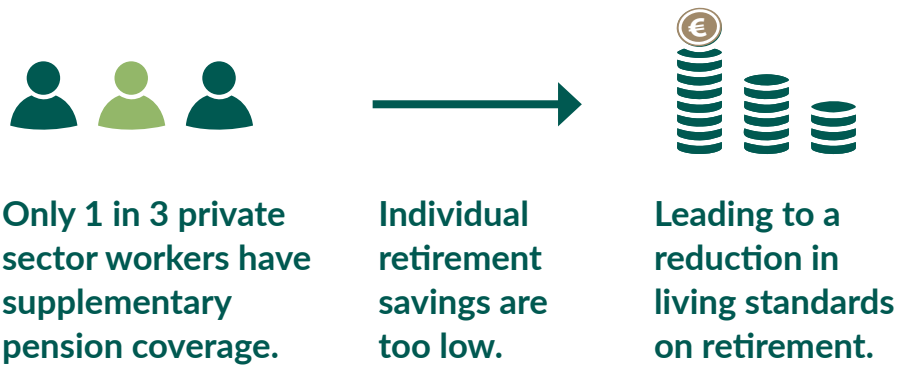 €
Only 1 in 3 private
sector workers have
supplementary
pension coverage.
Individual
retirement
savings are
too low.
Leading to a
reduction in
living standards
on retirement.